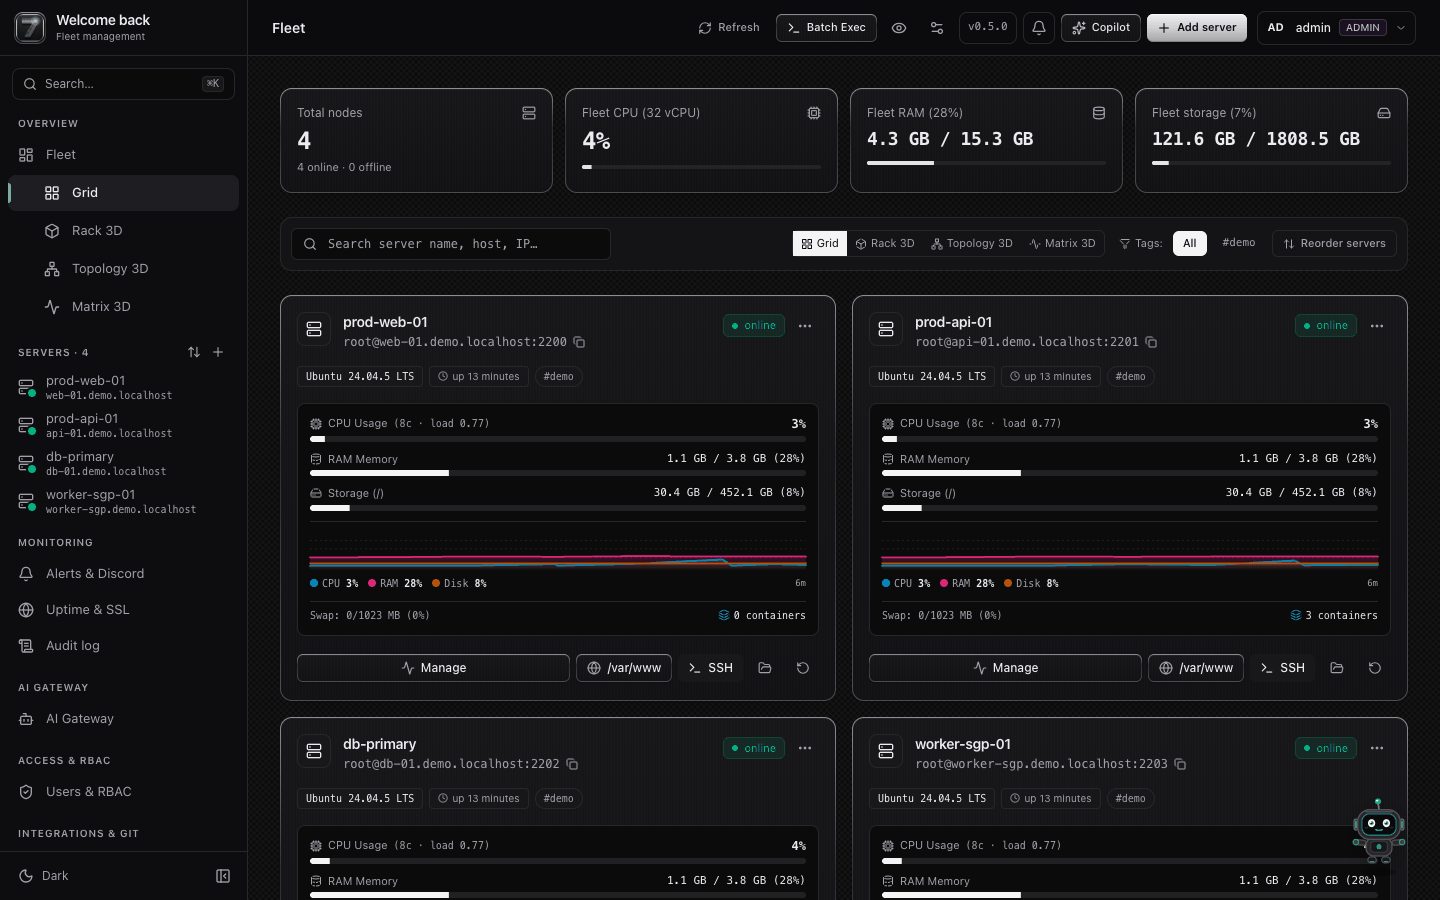 Welcome back
Fleet management
Search...
⌘K
OVERVIEW
Fleet
Grid
Rack 3D
Topology 3D
Matrix 3D
SERVERS · 4
prod-web-01
web-01.demo.localhost
prod-api-01
api-01.demo.localhost
db-primary
db-01.demo.localhost
worker-sgp-01
worker-sgp.demo.localhost
MONITORING
Alerts & Discord
Uptime & SSL
Audit log
AI GATEWAY
AI Gateway
ACCESS & RBAC
Users & RBAC
INTEGRATIONS & GIT
Dark
Fleet
Refresh
Batch Exec
v0.5.0
Copilot
Add server
AD admin ADMIN
Total nodes
4
4 online · 0 offline
Fleet CPU (32 vCPU)
4%
Fleet RAM (28%)
4.3 GB / 15.3 GB
Fleet storage (7%)
121.6 GB / 1808.5 GB
Search server name, host, IP…
Grid
Rack 3D
Topology 3D
Matrix 3D
Tags:
All
#demo
Reorder servers
prod-web-01
online
root@web-01.demo.localhost:2200
Ubuntu 24.04.5 LTS
up 13 minutes
#demo
CPU Usage (8c · load 0.77)
3%
RAM Memory
1.1 GB / 3.8 GB (28%)
Storage (/)
30.4 GB / 452.1 GB (8%)
CPU 3% RAM 28% Disk 8%
6m
Swap: 0/1023 MB (0%)
0 containers
Manage
/var/www
SSH
prod-api-01
online
root@api-01.demo.localhost:2201
Ubuntu 24.04.5 LTS
up 13 minutes
#demo
CPU Usage (8c · load 0.77)
3%
RAM Memory
1.1 GB / 3.8 GB (28%)
Storage (/)
30.4 GB / 452.1 GB (8%)
CPU 3% RAM 28% Disk 8%
6m
Swap: 0/1023 MB (0%)
3 containers
Manage
/var/www
SSH
db-primary
online
root@db-01.demo.localhost:2202
Ubuntu 24.04.5 LTS
up 13 minutes
#demo
CPU Usage (8c · load 0.77)
4%
RAM Memory
1.1 GB / 3.8 GB (28%)
worker-sgp-01
online
root@worker-sgp.demo.localhost:2203
Ubuntu 24.04.5 LTS
up 13 minutes
#demo
CPU Usage (8c · load 0.77)
RAM Memory
1.1 GB / 3.8 GB (28%)